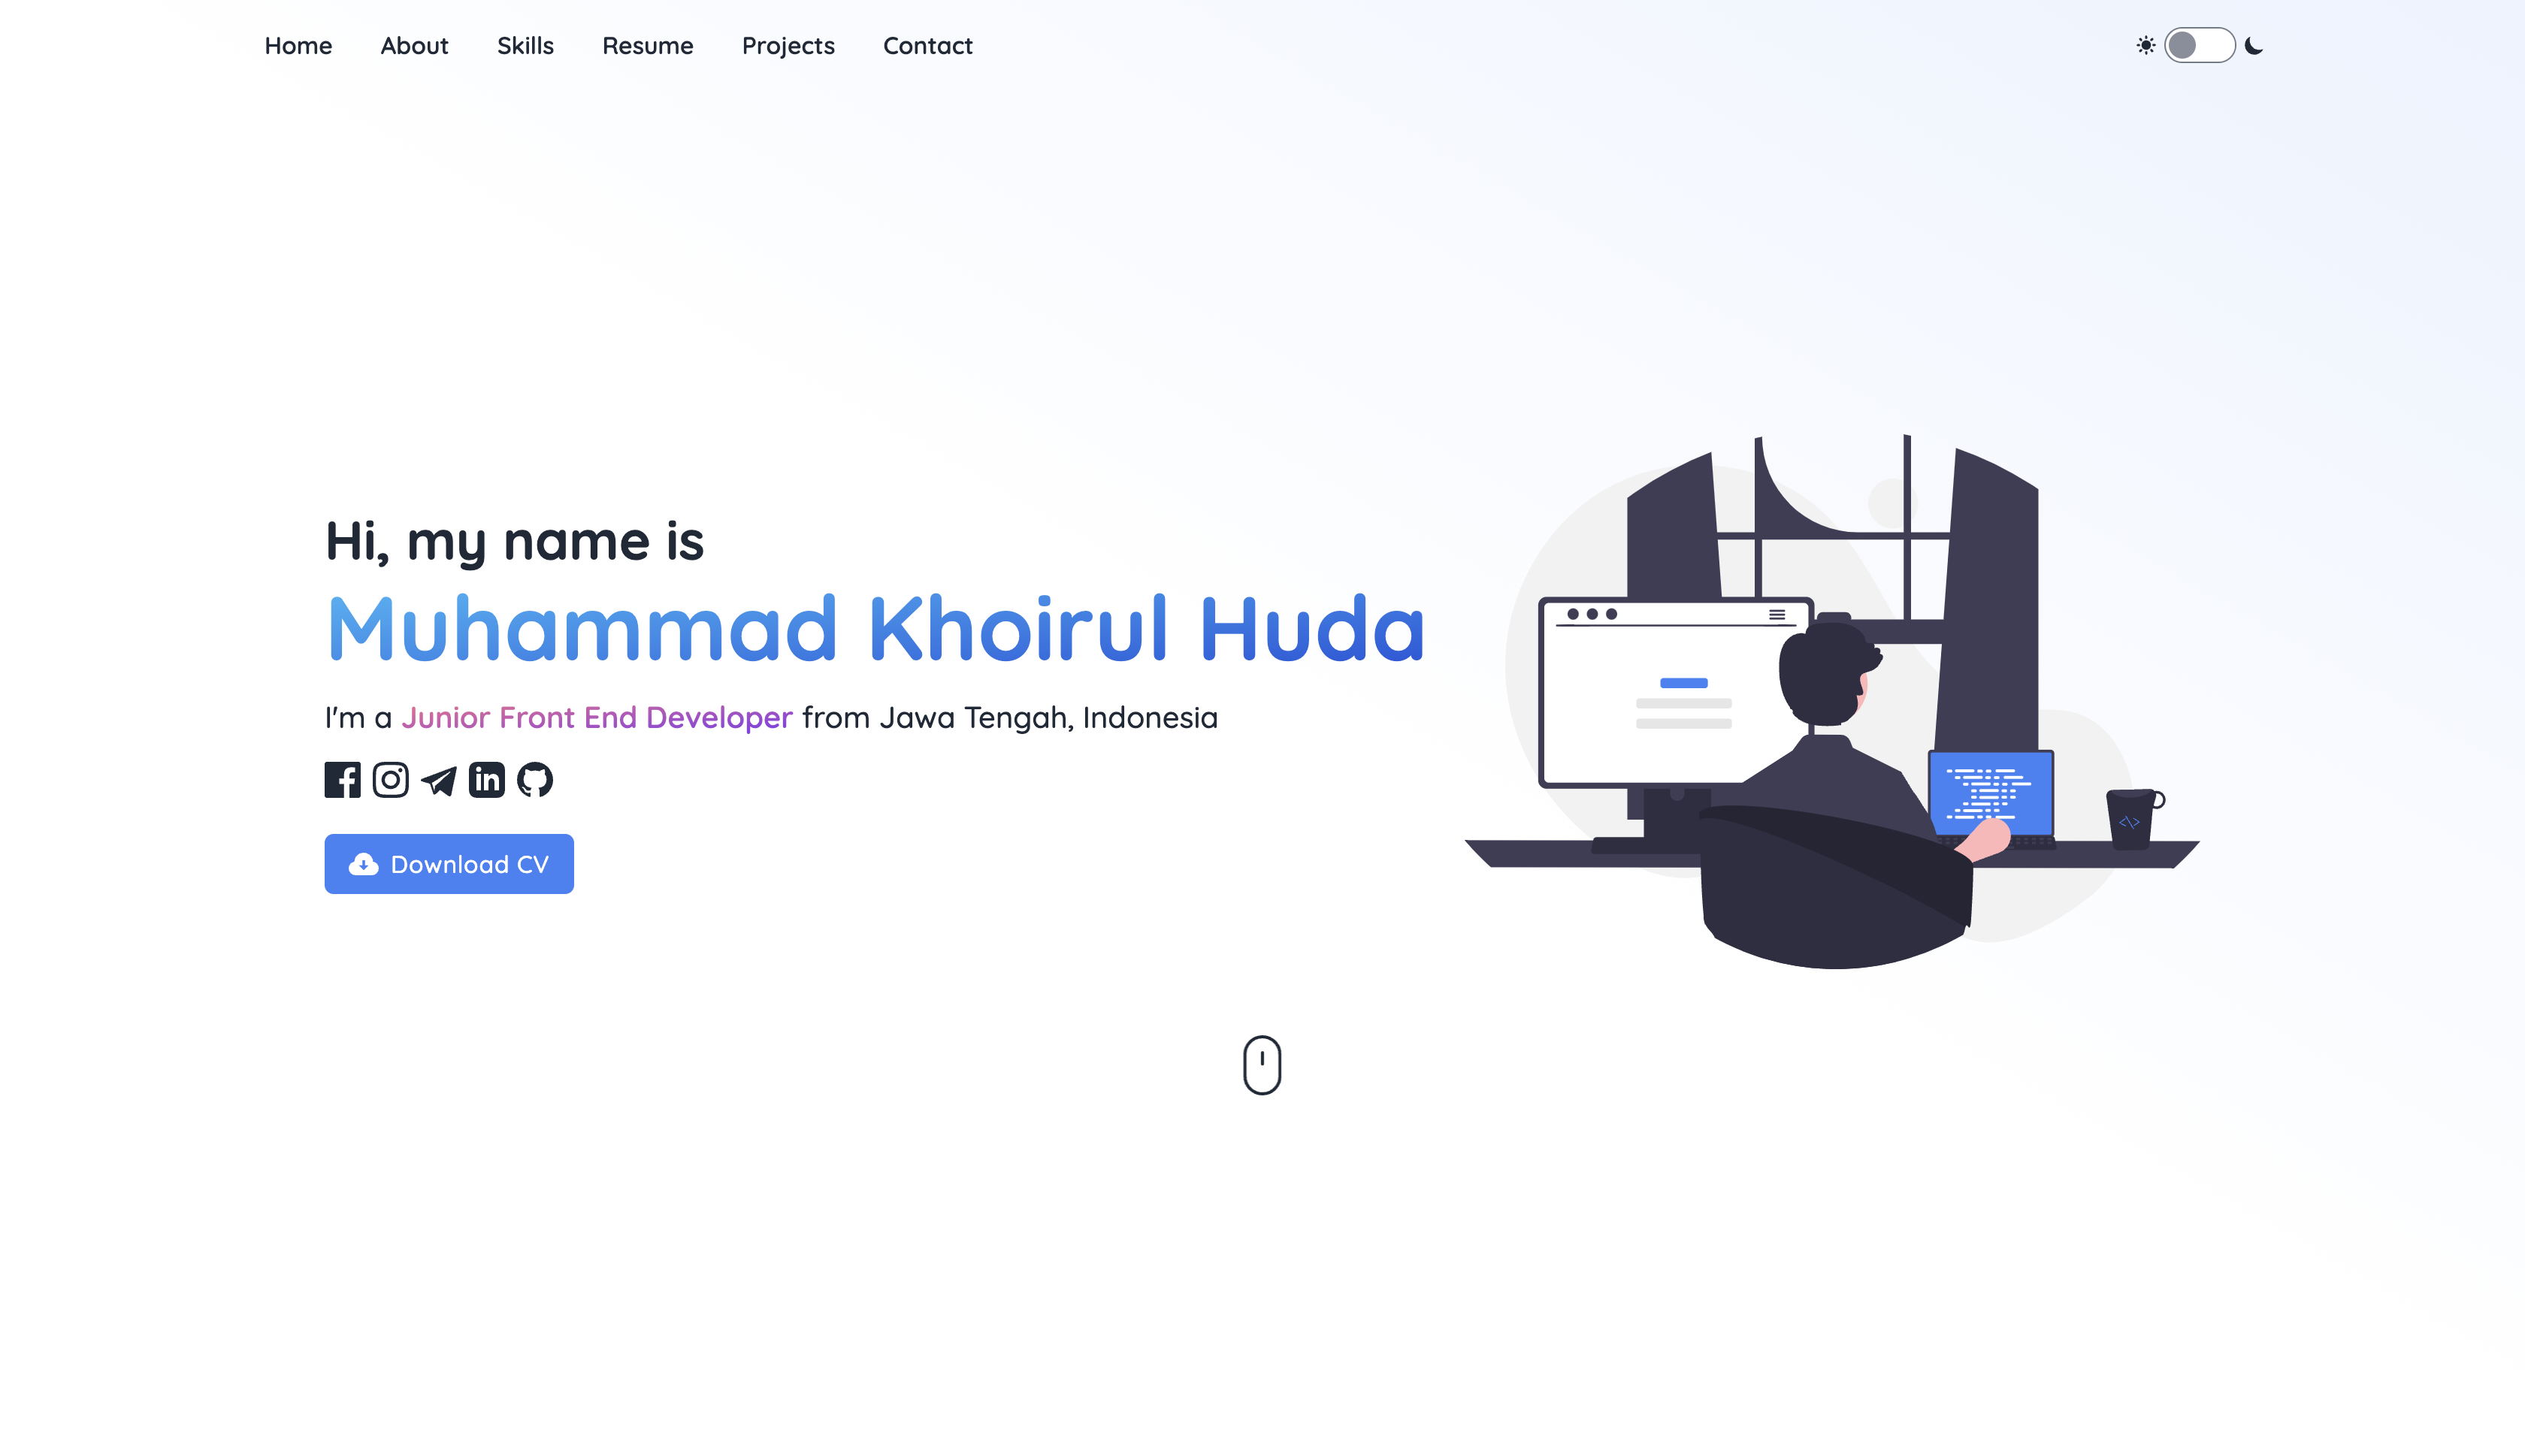 Home About Skills Resume Projects Contact
Hi, my name is
Muhammad Khoirul Huda
I'm a Junior Front End Developer from Jawa Tengah, Indonesia
Download CV
</>